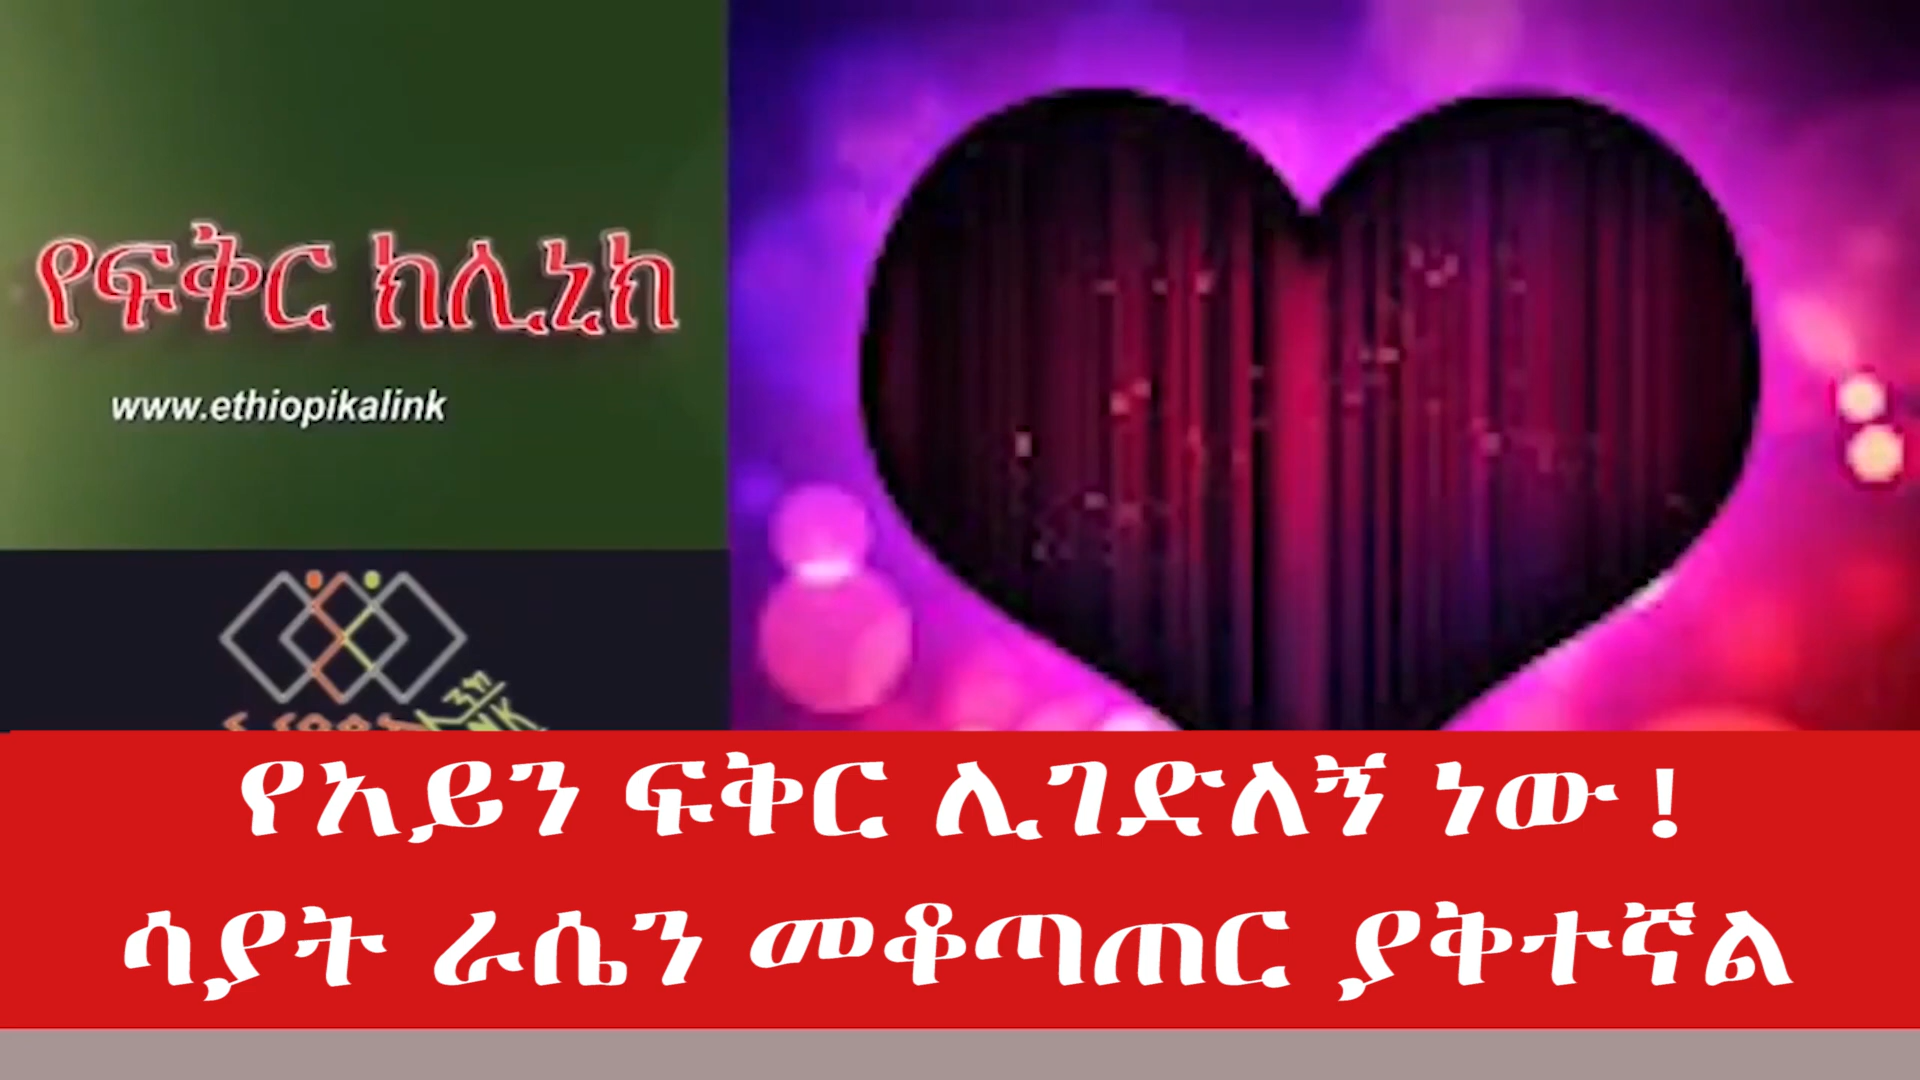 የፍቅር ክሊኒክ
www.ethiopikalink
የአይን ፍቅር ሊገድለኝ ነው!
ሳያት ራሴን መቆጣጠር ያቅተኛል